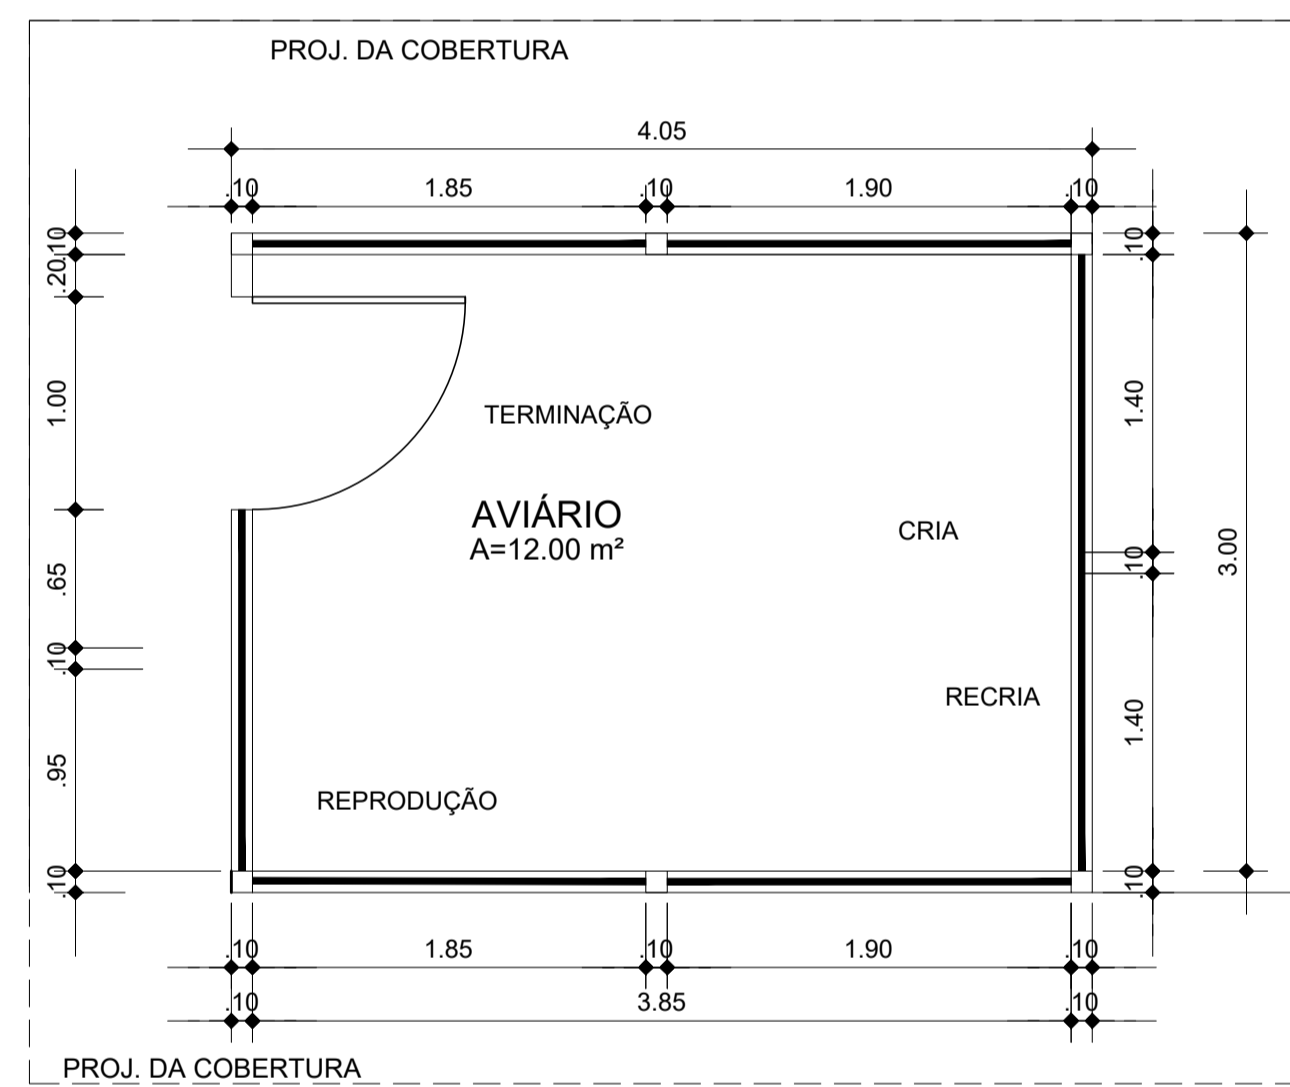 PROJ. DA COBERTURA
4.05
.10 1.85 .10 1.90 .10
.10 .10
.20
1.00 1.40
TERMINAÇÃO
AVIÁRIO
A=12.00 m²
CRIA
.10 3.00
.65
.10
RECRIA
1.40
.95
REPRODUÇÃO
.10 .10
.10 1.85 .10 1.90 .10
.10 3.85 .10
PROJ. DA COBERTURA